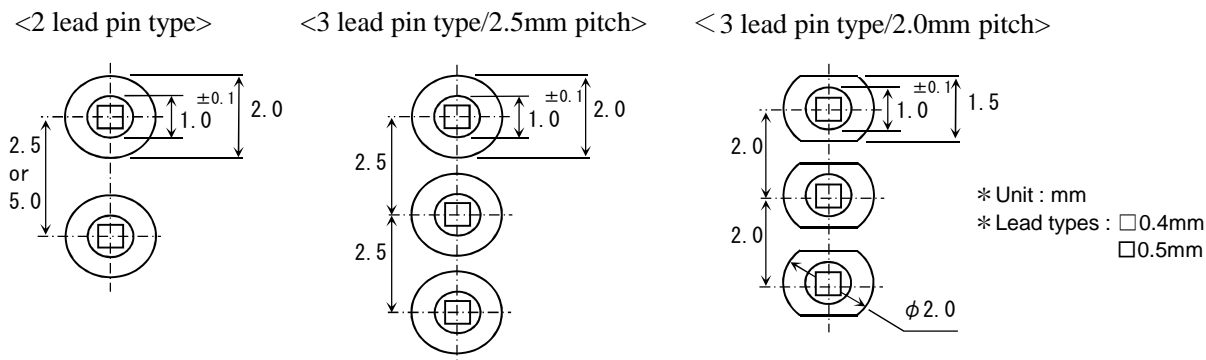 <2 lead pin type>
2.5
or
5.0
1.0 ±0.1
2.0
<3 lead pin type/2.5mm pitch>
2.5
2.5
1.0 ±0.1
2.0
＜3 lead pin type/2.0mm pitch>
2.0
2.0
1.0 ±0.1
1.5
φ2.0
＊Unit : mm
＊Lead types : □0.4mm
□0.5mm